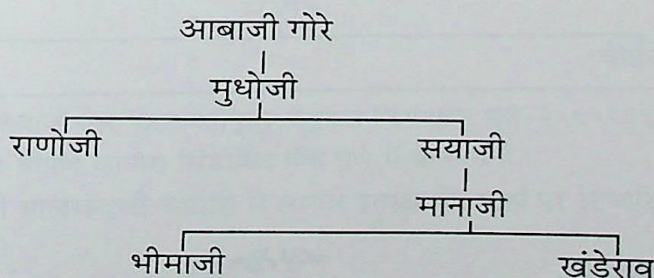 आबाजी गोरे
मुधोजी
राणोजी सयाजी
मानाजी
भीमाजी खंडेराव